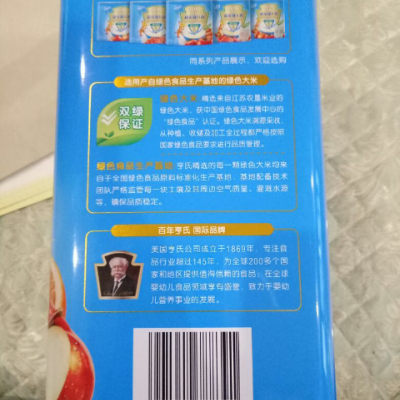 同系列产品展示，欢迎选购
选用产自绿色食品生产基地的绿色大米
双绿
保证
绿色大米 精选来自江苏农垦米业的
绿色大米，获中国绿色食品发展中心的
“绿色食品”认证。绿色大米溯源采收，
从种植、收储及加工全过程都严格按照
国家绿色食品要求进行品质管理。
绿色食品生产基地 亨氏精选的每一颗绿色大米均来
自于全国绿色食品原料标准化生产基地，基地配备技术
团队严格监管每一块土壤及其周边空气质量、灌溉水源
等，确保品质稳定。
百年亨氏 国际品牌
美国亨氏公司成立于1869年，专注食
品行业超过145年，为全球200多个国
家和地区提供值得信赖的食品；在全球
婴幼儿食品领域享有盛誉，致力于婴幼
儿营养事业的发展。